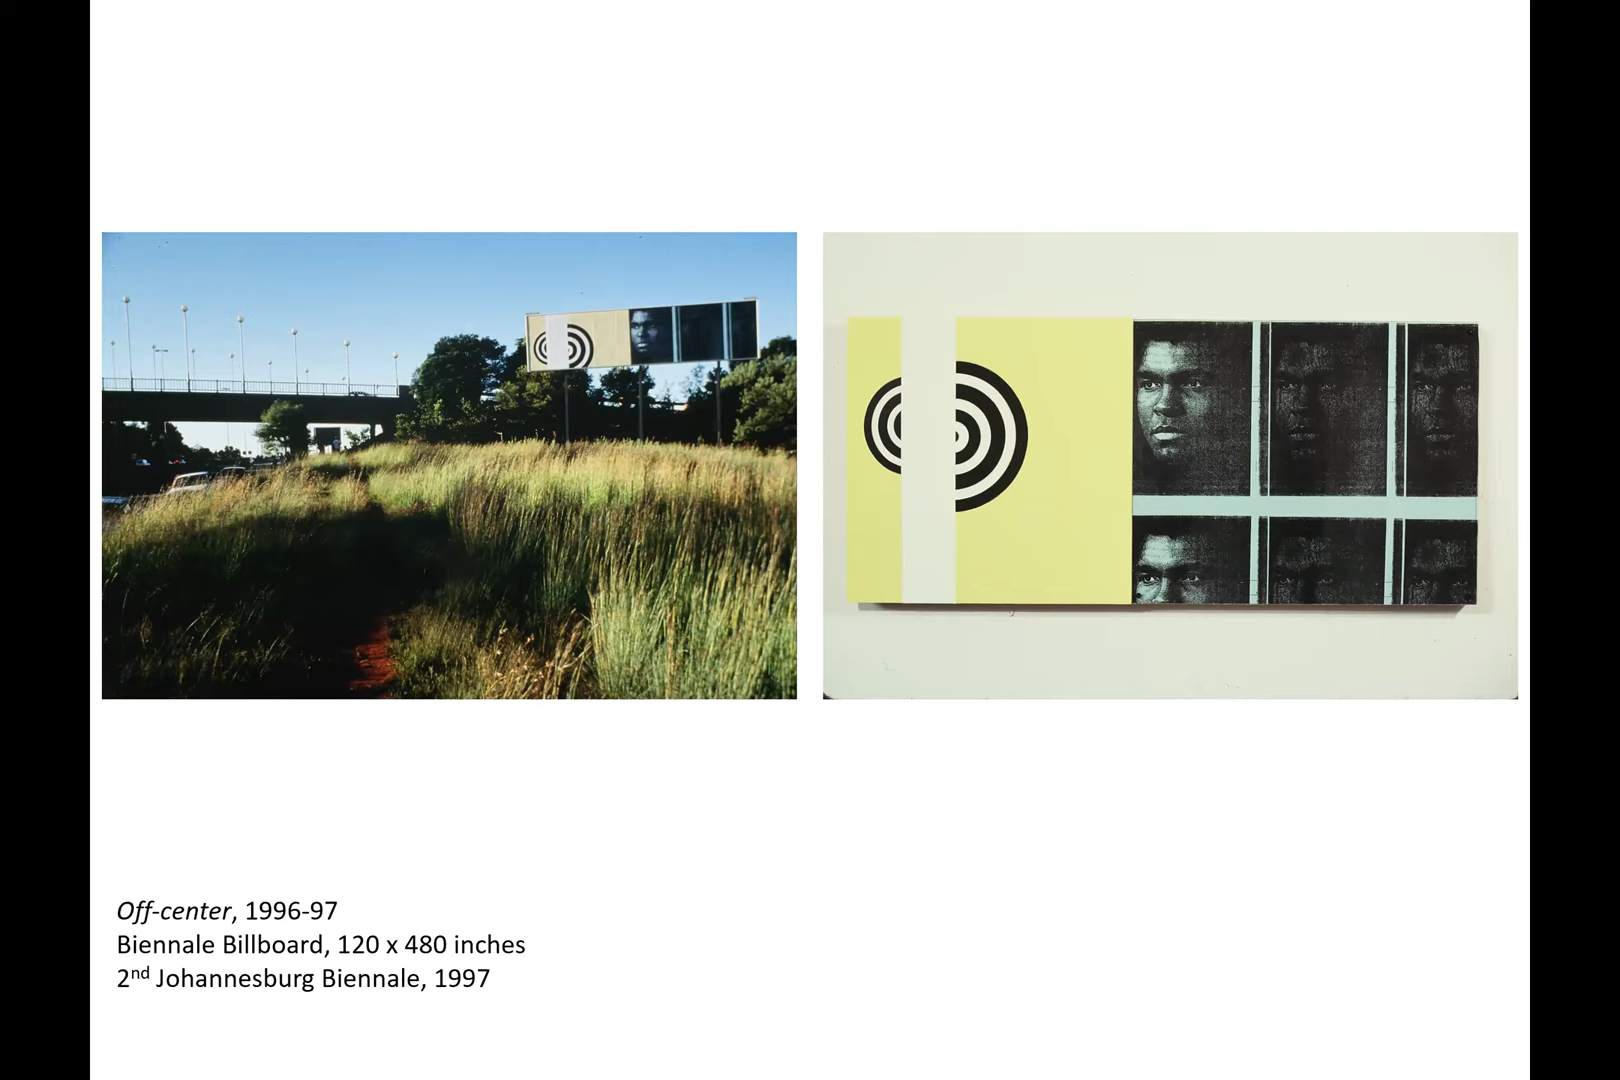 Off-center, 1996-97
Biennale Billboard, 120 x 480 inches
2nd Johannesburg Biennale, 1997